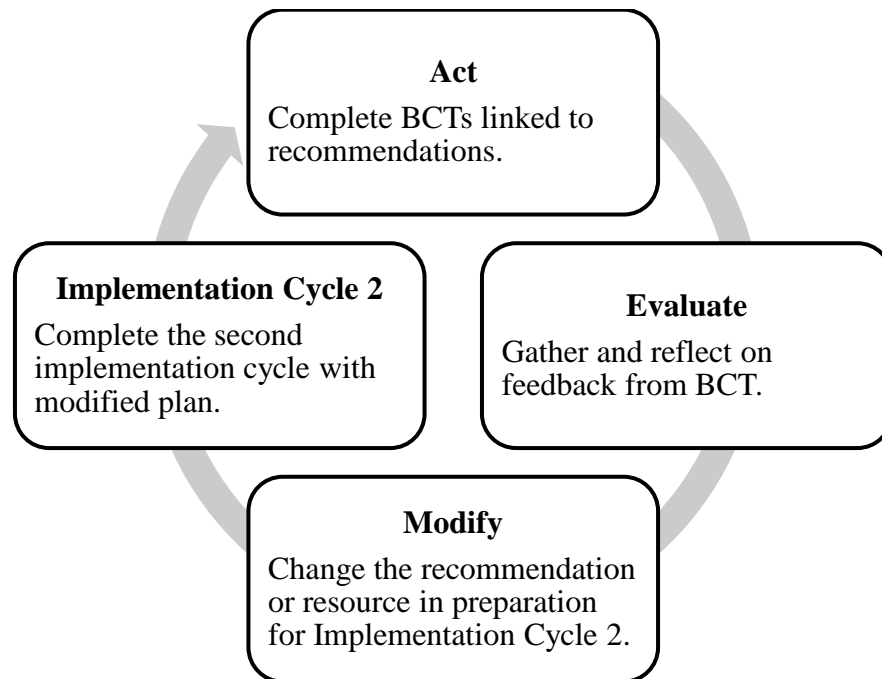 Act
Complete BCTs linked to
recommendations.
Evaluate
Gather and reflect on
feedback from BCT.
Modify
Change the recommendation
or resource in preparation
for Implementation Cycle 2.
Implementation Cycle 2
Complete the second
implementation cycle with
modified plan.